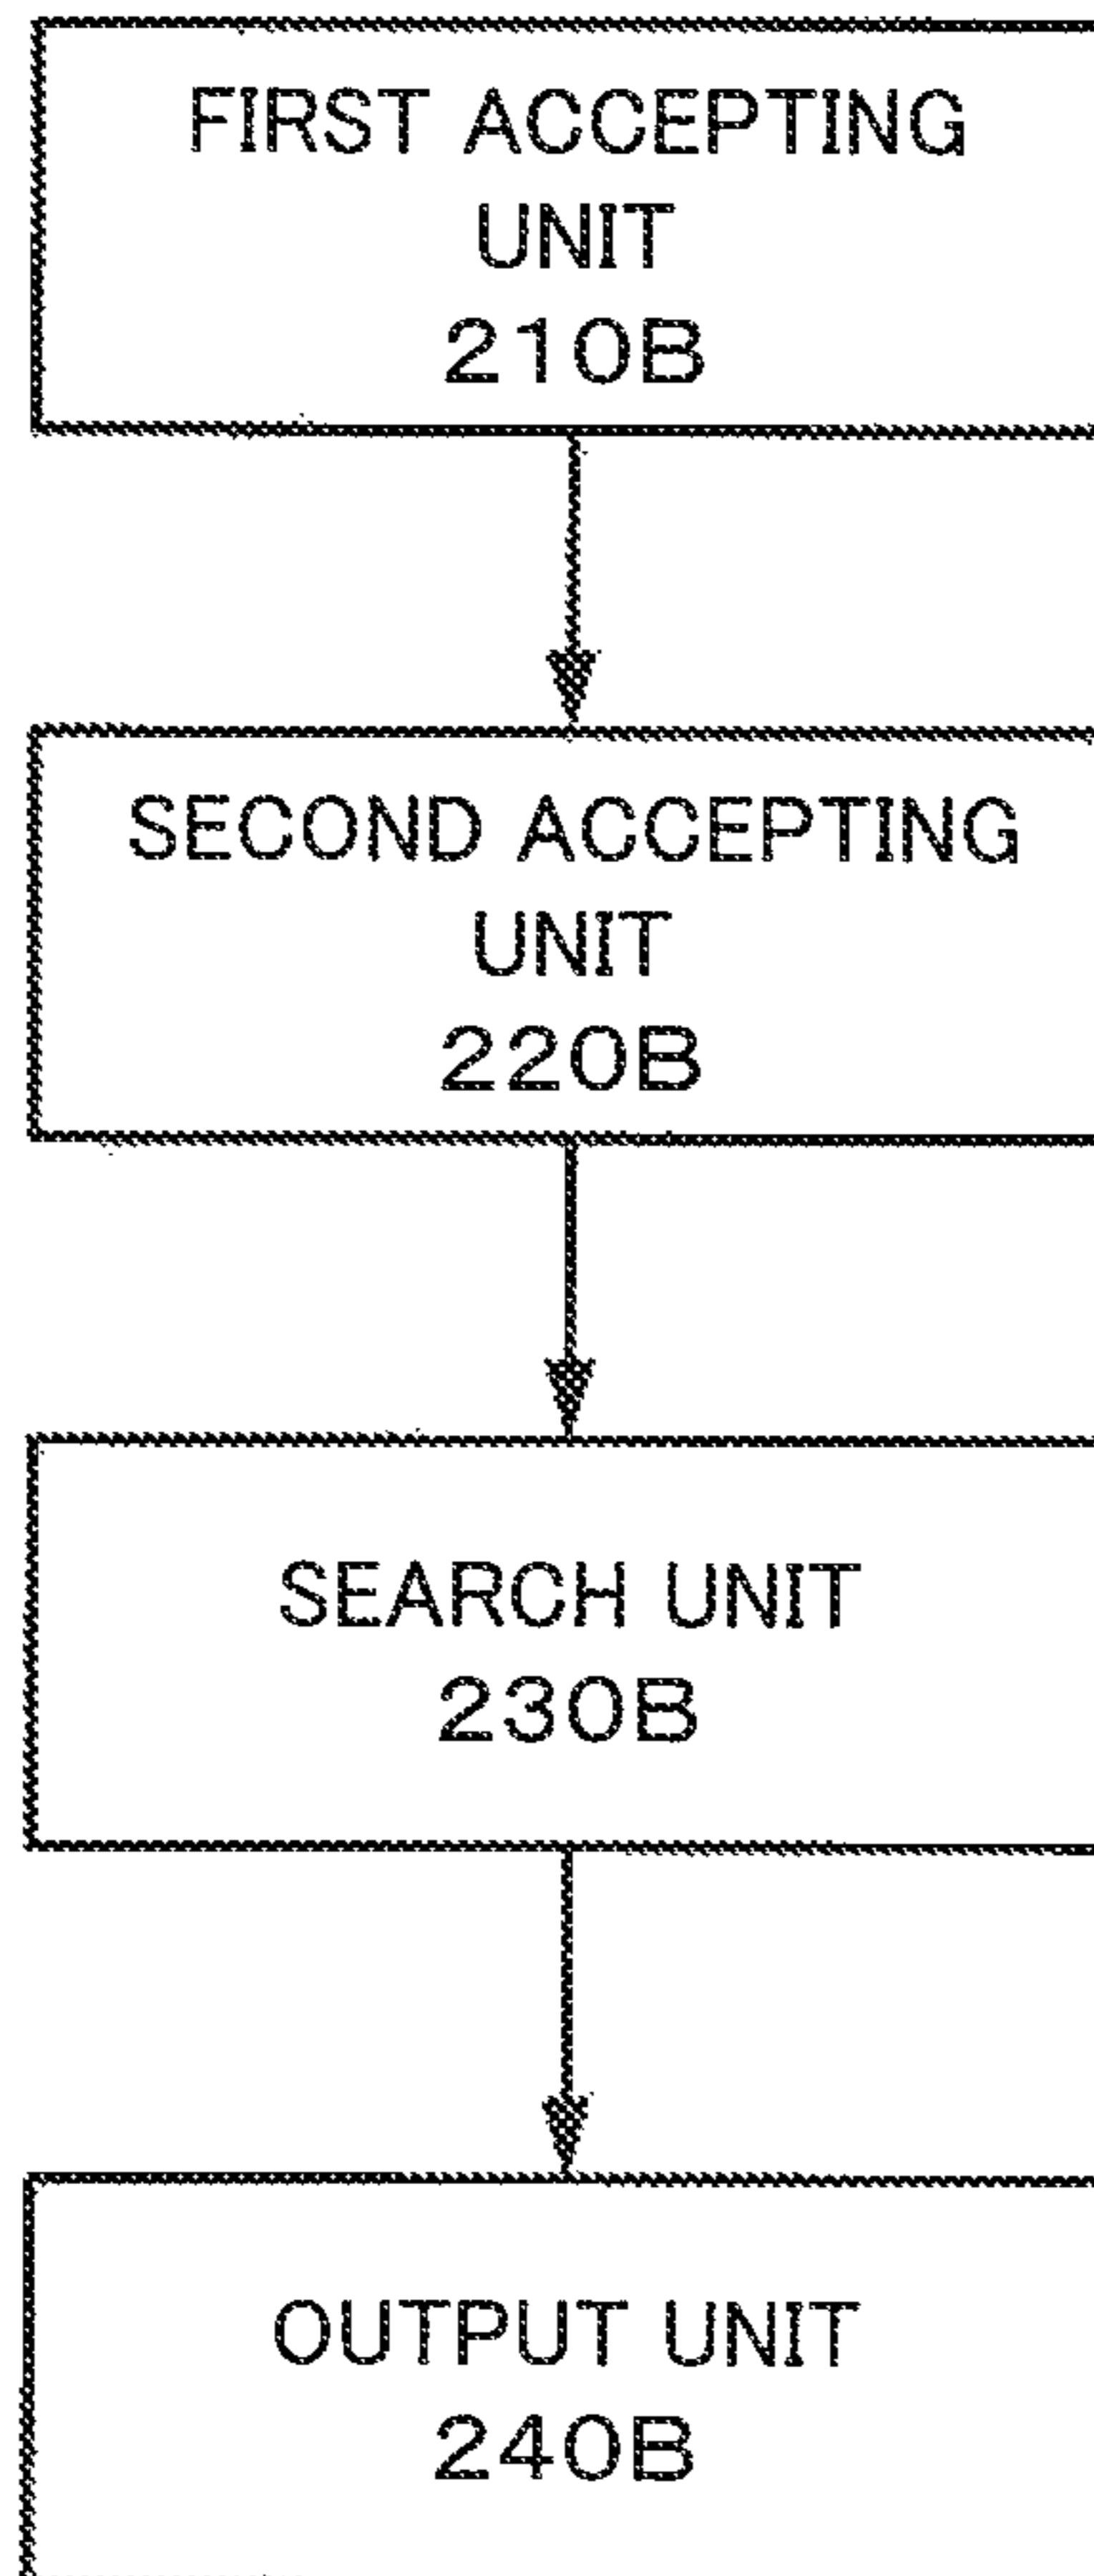 FIRST ACCEPTING
UNIT
210B
SECOND ACCEPTING
UNIT
220B
SEARCH UNIT
230B
OUTPUT UNIT
240B